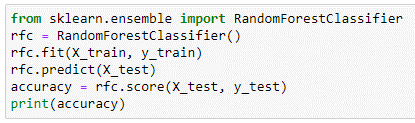 from sklearn.ensemble import RandomForestClassifier
rfc = RandomForestClassifier()
rfc.fit(X_train, y_train)
rfc.predict(X_test)
accuracy = rfc.score(X_test, y_test)
print(accuracy)